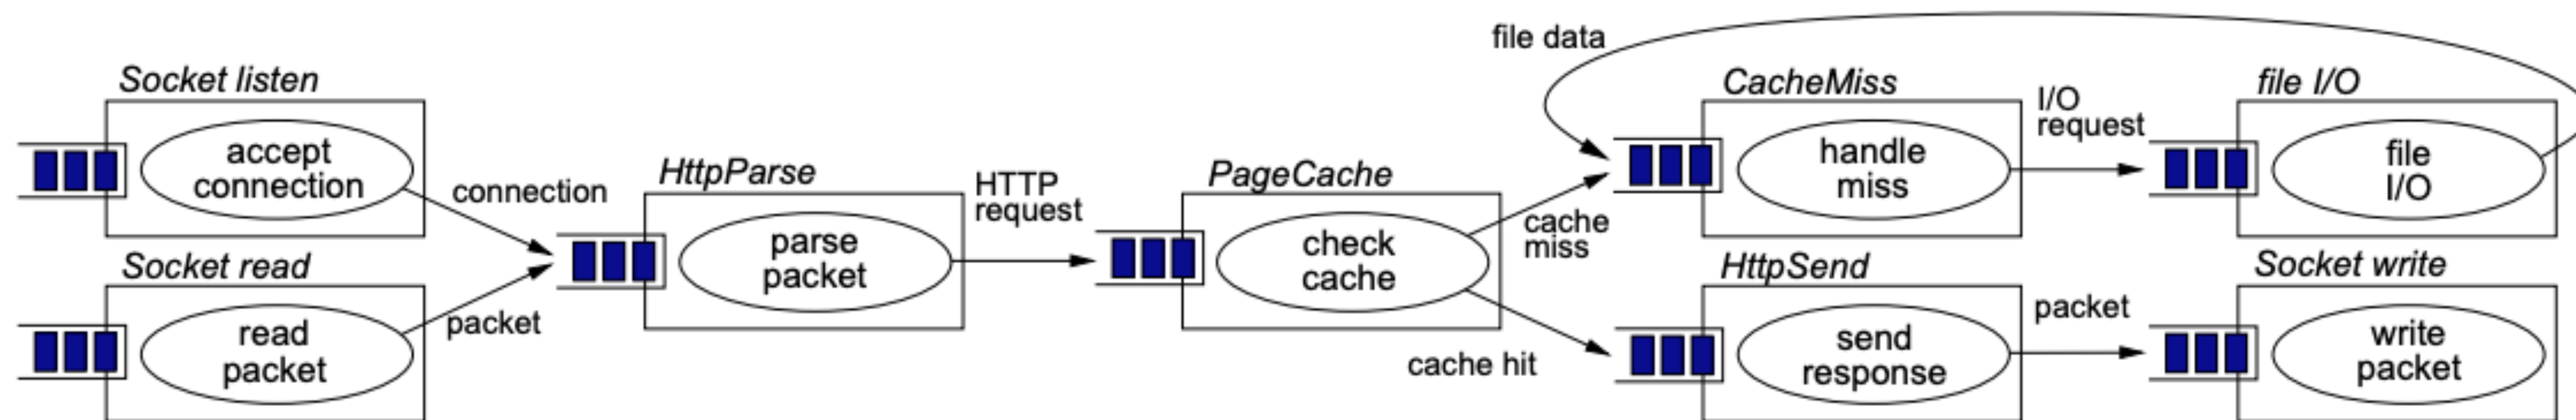 file data
Socket listen
accept
connection
connection
Socket read
read
packet
packet
HttpParse
parse
packet
HTTP
request
PageCache
check
cache
cache
miss
cache hit
CacheMiss
handle
miss
I/O
request
file I/O
file
I/O
HttpSend
send
response
packet
Socket write
write
packet